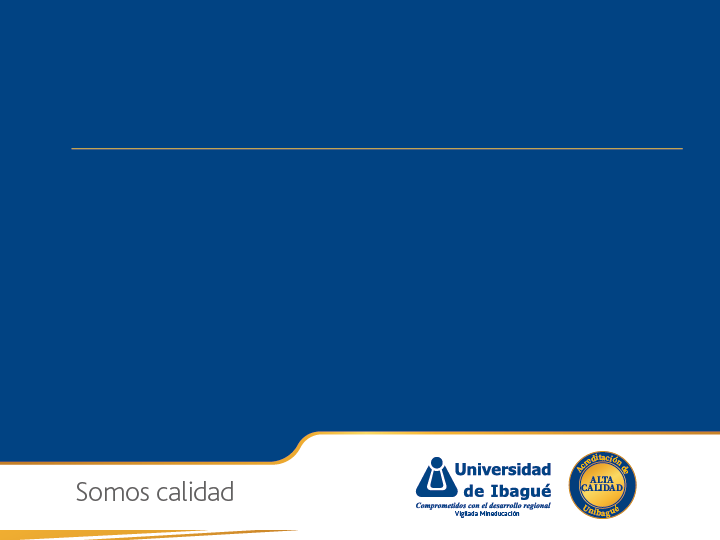 Somos calidad
Universidad
de Ibagué
Comprometidos con el desarrollo regional
Vigilada Mineducación
Acreditación de
ALTA
CALIDAD
Unibagué